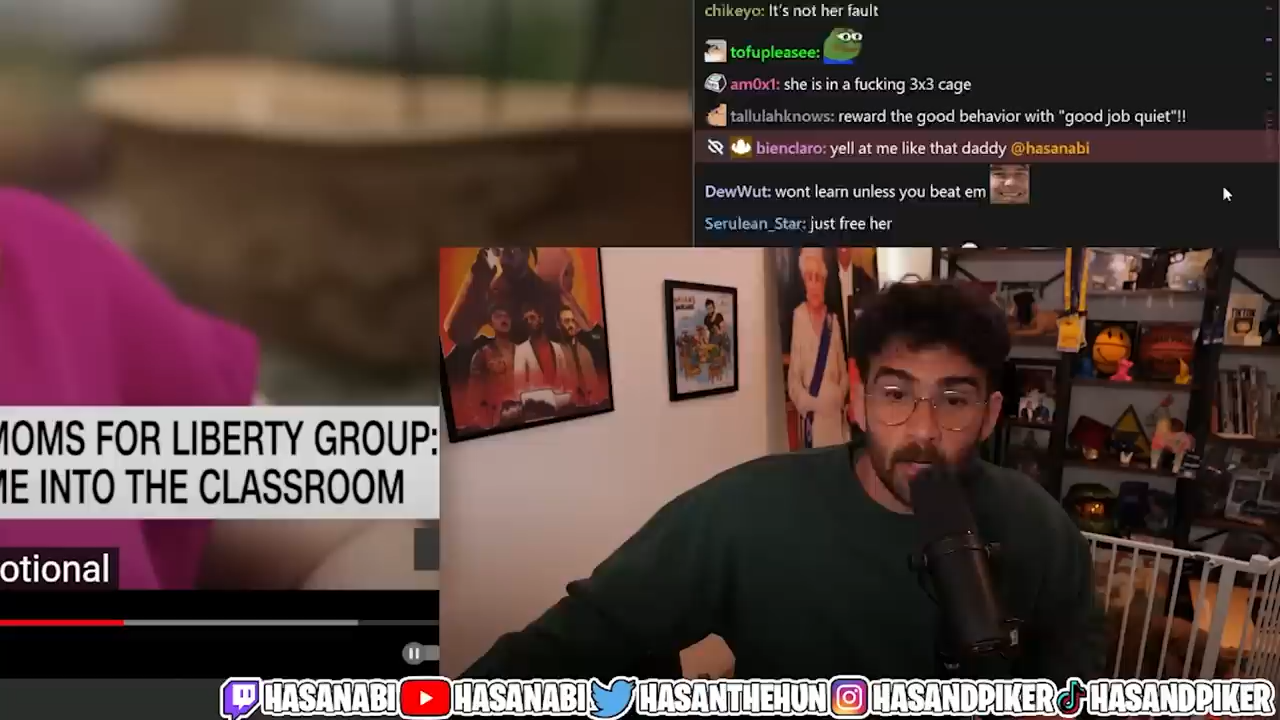 chikeyo: It's not her fault
tofupleasee:
am0x1: she is in a fucking 3x3 cage
tallulahknows: reward the good behavior with "good job quiet"!!
bienclaro: yell at me like that daddy @hasanabi
DewWut: wont learn unless you beat em
Serulean_Star: just free her
MOMS FOR LIBERTY GROUP:
ME INTO THE CLASSROOM
otional
HASANABI HASANABI HASANTHEHUN HASANDPIKER HASANDPIKER